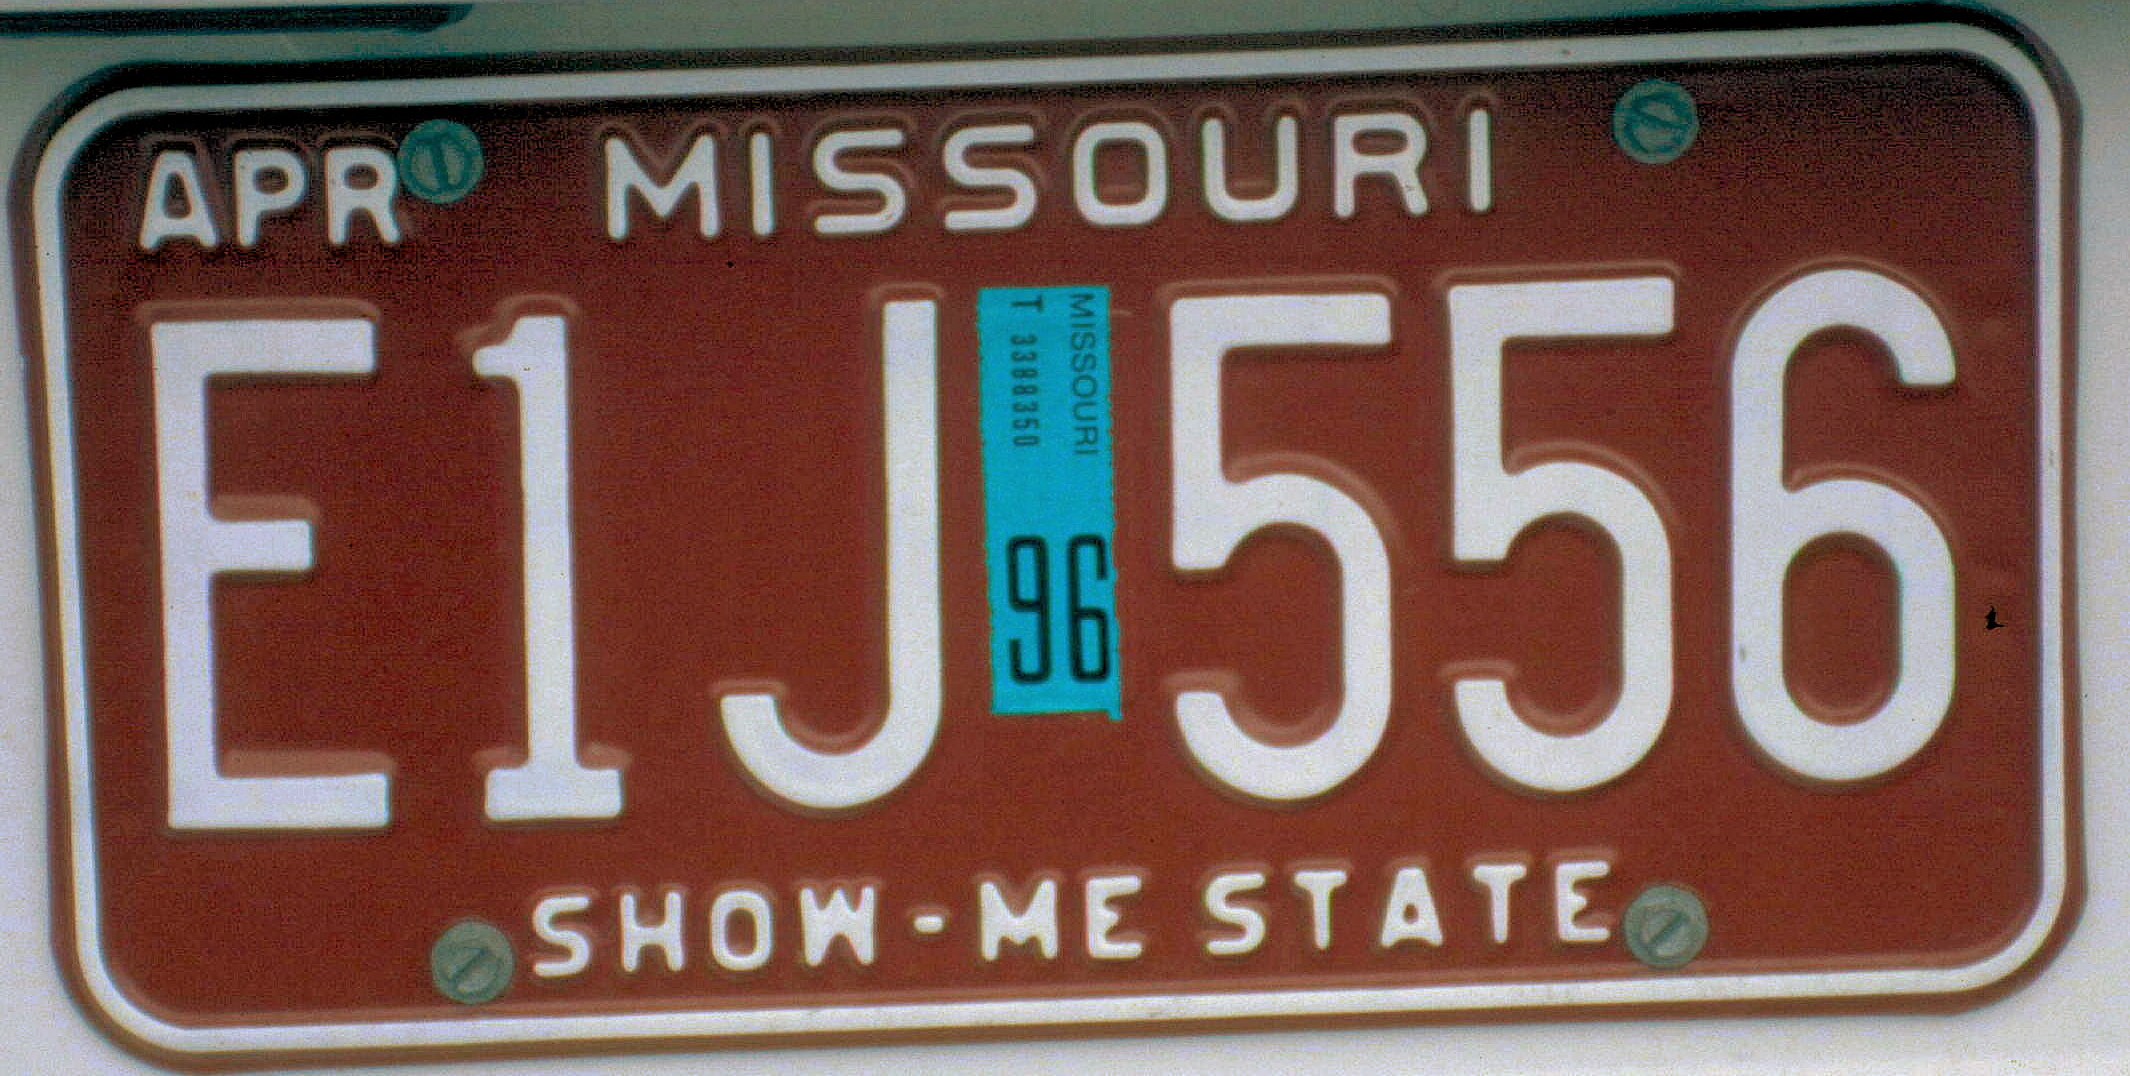 APR MISSOURI
E1J 556
MISSOURI
T 3388350
96
SHOW-ME STATE